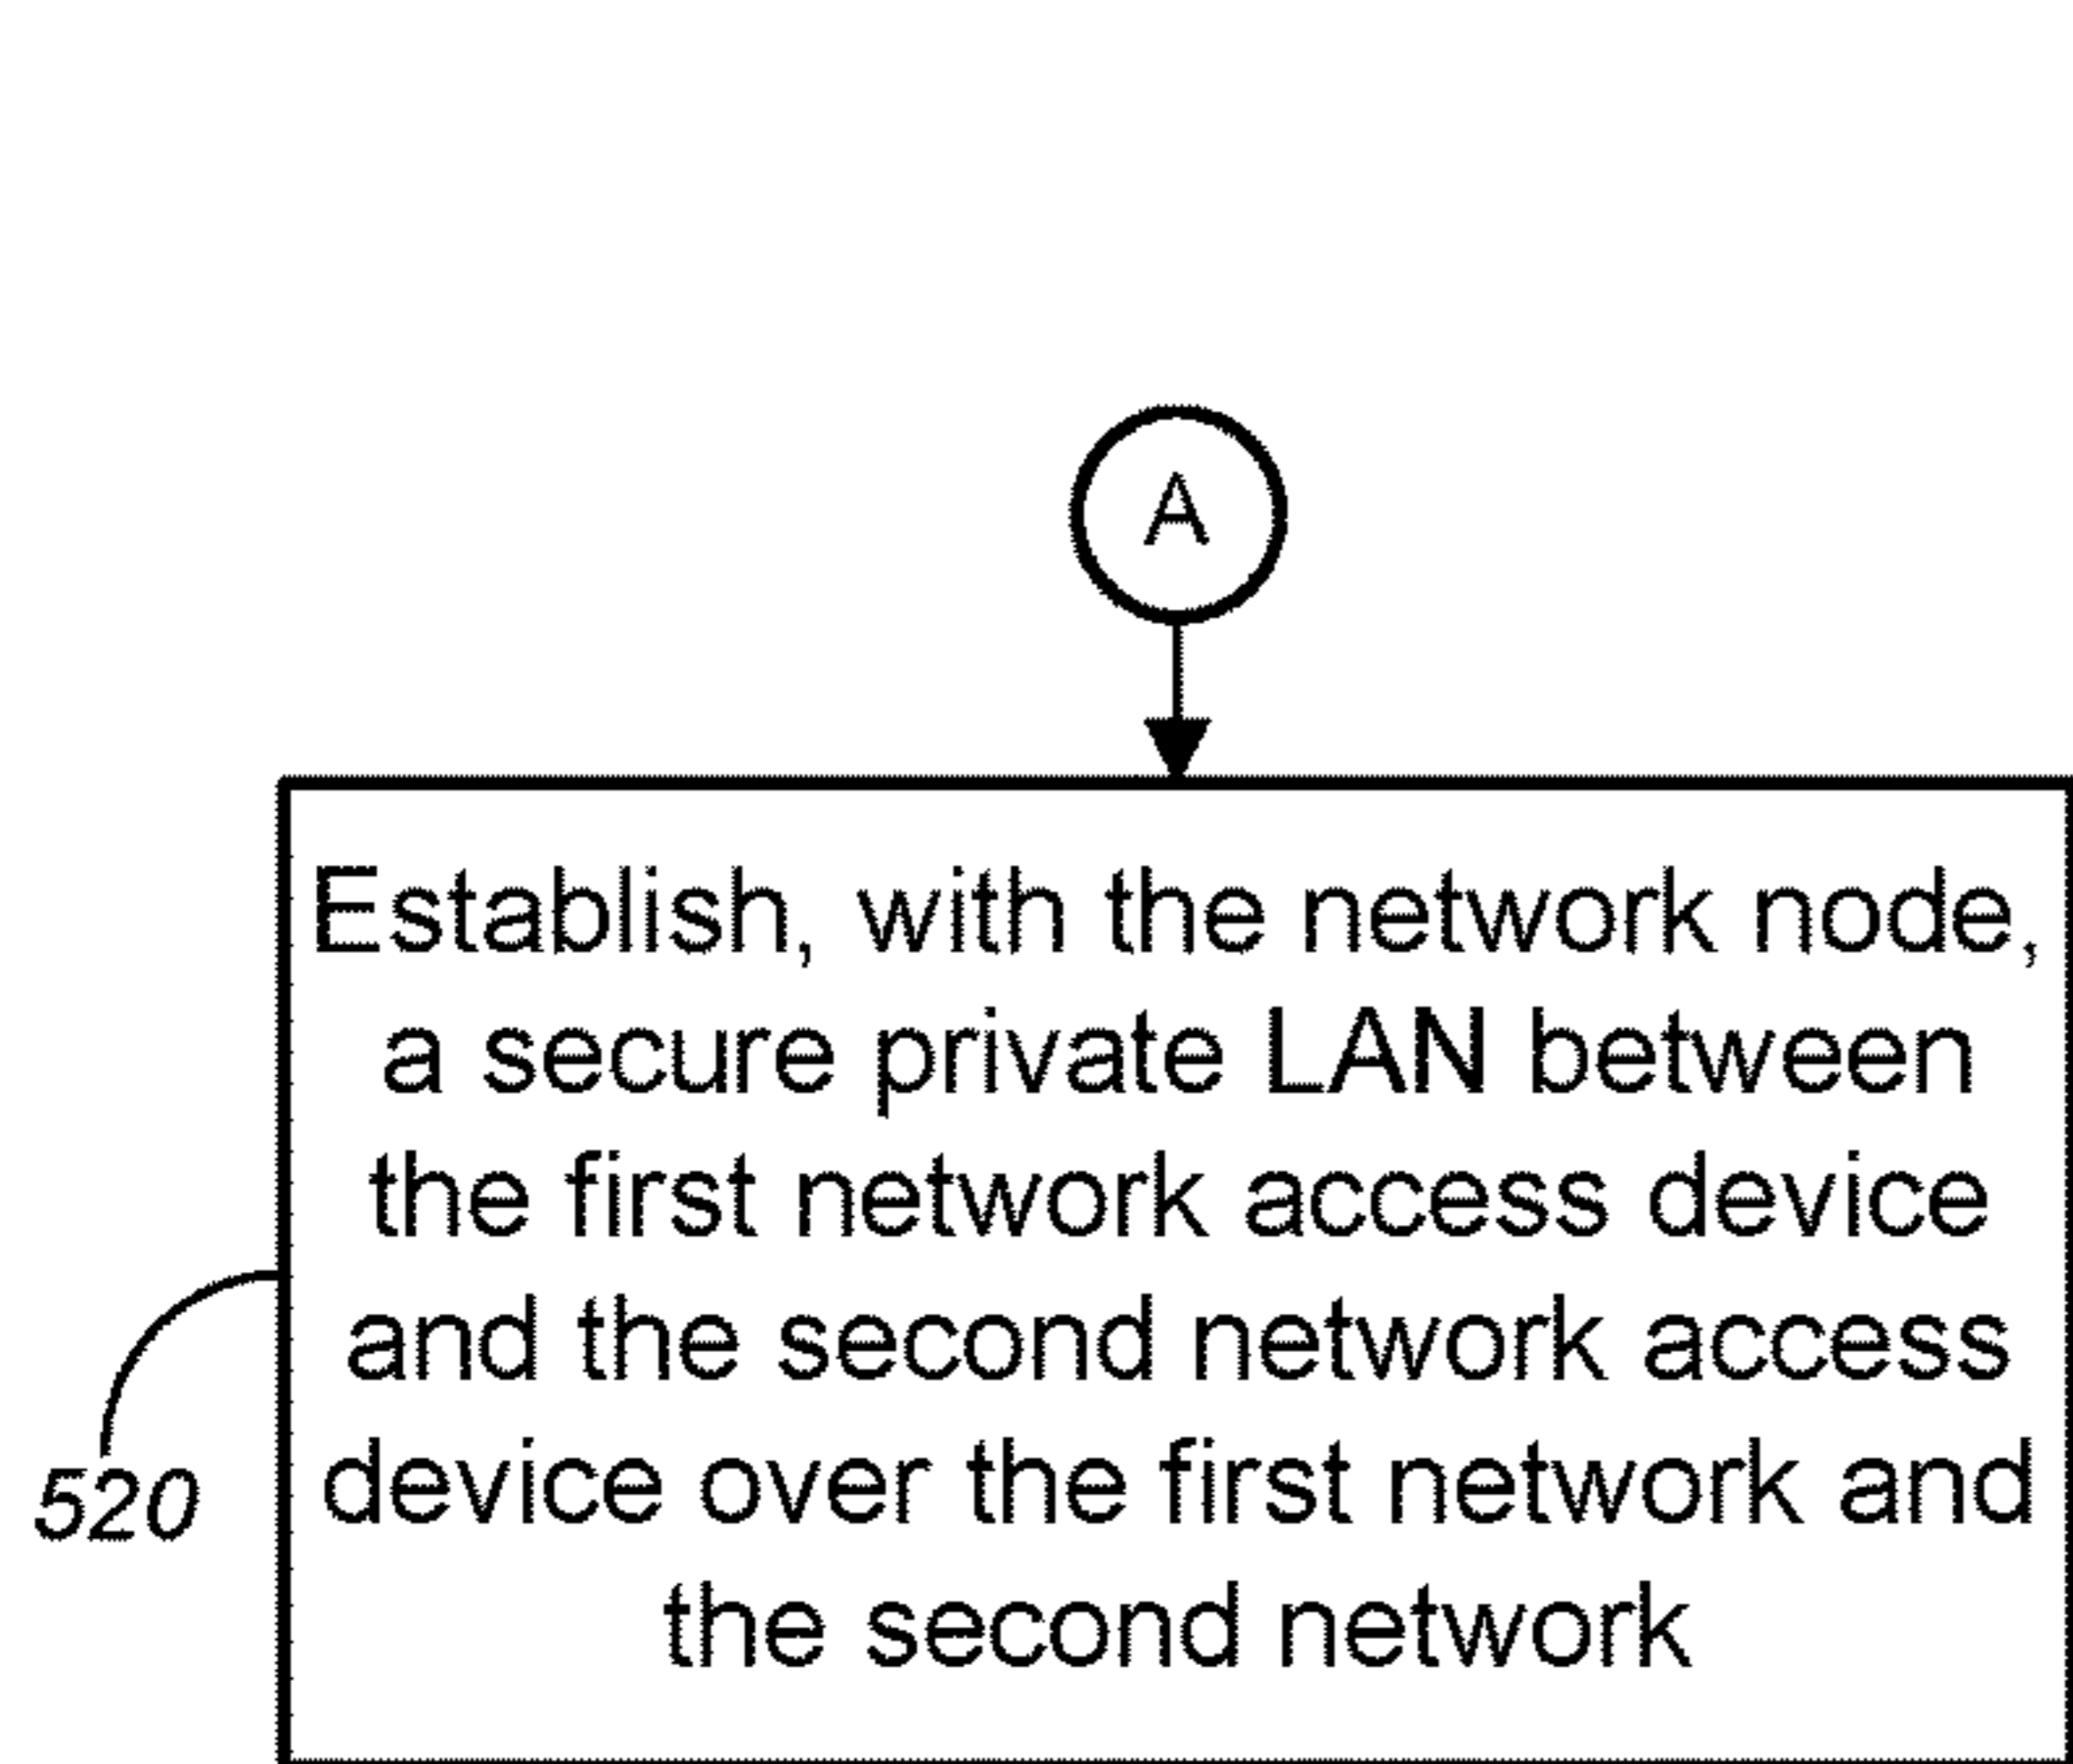 A
Establish, with the network node,
a secure private LAN between
the first network access device
and the second network access
device over the first network and
the second network
520